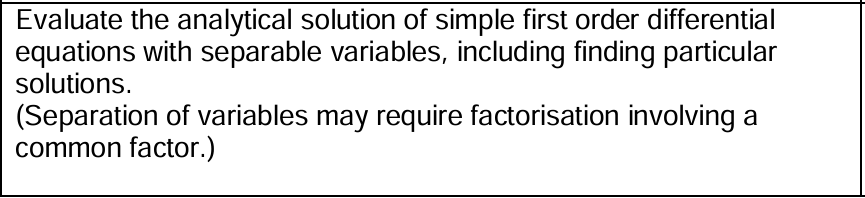 Evaluate the analytical solution of simple first order differential
equations with separable variables, including finding particular
solutions.
(Separation of variables may require factorisation involving a
common factor.)